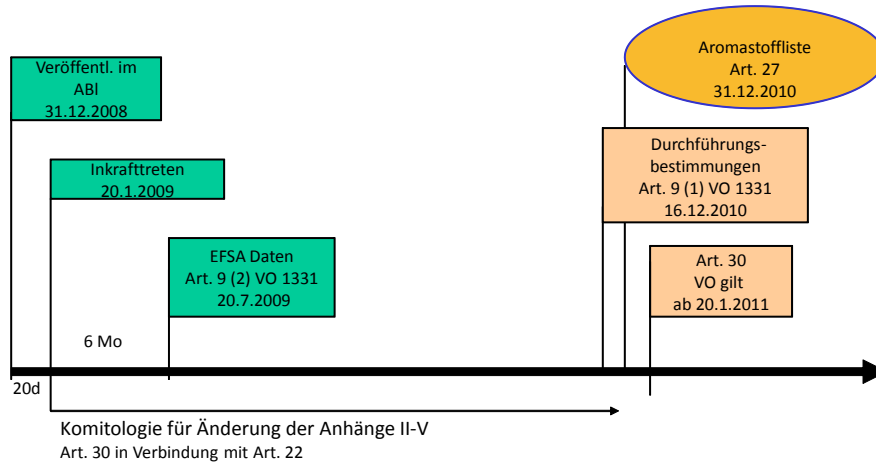 Veröffentl. im
ABl
31.12.2008
Inkrafttreten
20.1.2009
EFSA Daten
Art. 9 (2) VO 1331
20.7.2009
Aromastoffliste
Art. 27
31.12.2010
Durchführungs-
bestimmungen
Art. 9 (1) VO 1331
16.12.2010
Art. 30
VO gilt
ab 20.1.2011
6 Mo
20d
Komitologie für Änderung der Anhänge II-V
Art. 30 in Verbindung mit Art. 22